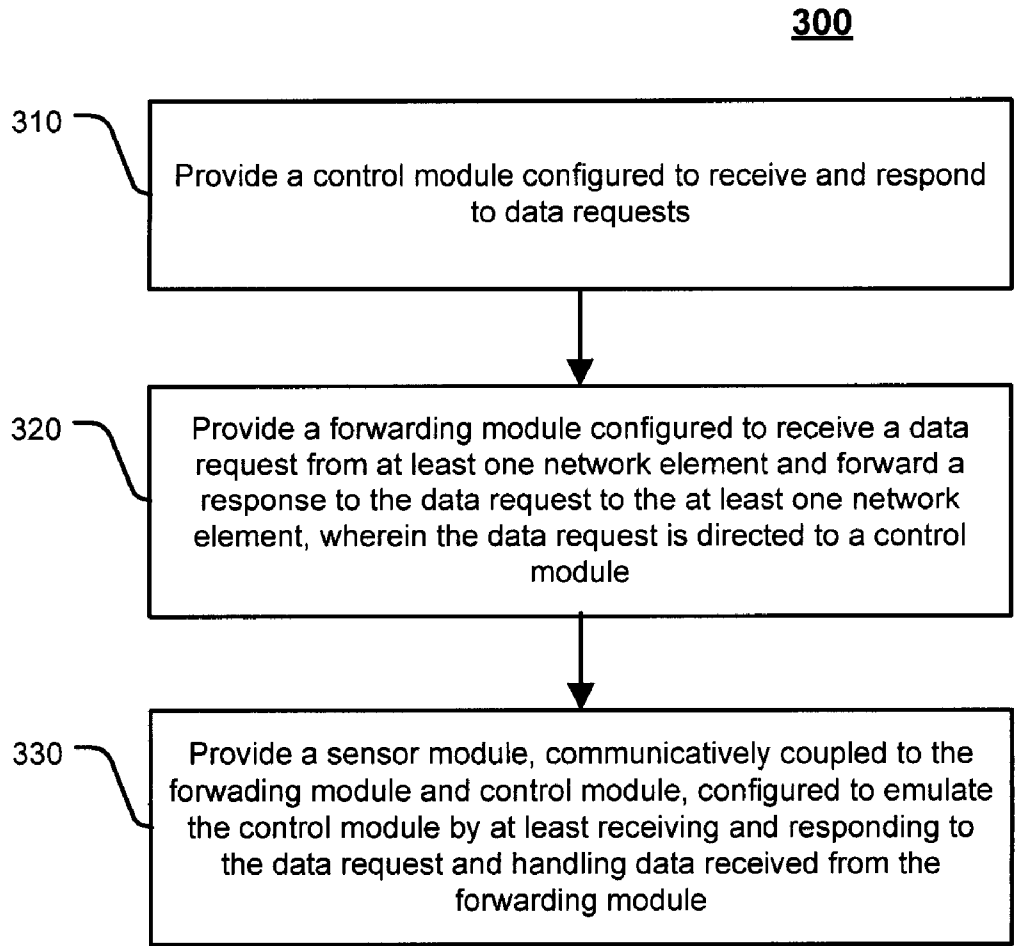 300
310
Provide a control module configured to receive and respond
to data requests
320
Provide a forwarding module configured to receive a data
request from at least one network element and forward a
response to the data request to the at least one network
element, wherein the data request is directed to a control
module
330
Provide a sensor module, communicatively coupled to the
forwading module and control module, configured to emulate
the control module by at least receiving and responding to
the data request and handling data received from the
forwarding module